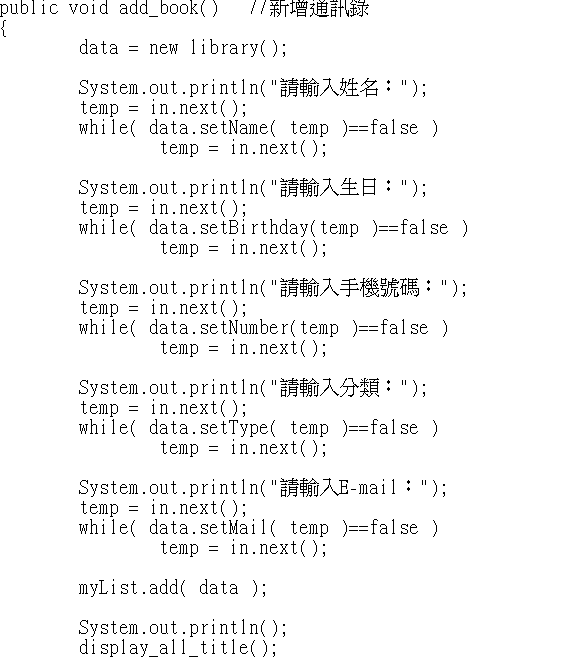 public void add_book()   //新增通訊錄
{
        data = new library();

        System.out.println("請輸入姓名：");
        temp = in.next();
        while( data.setName( temp )==false )
                temp = in.next();

        System.out.println("請輸入生日：");
        temp = in.next();
        while( data.setBirthday(temp )==false )
                temp = in.next();

        System.out.println("請輸入手機號碼：");
        temp = in.next();
        while( data.setNumber(temp )==false )
                temp = in.next();

        System.out.println("請輸入分類：");
        temp = in.next();
        while( data.setType( temp )==false )
                temp = in.next();

        System.out.println("請輸入E-mail：");
        temp = in.next();
        while( data.setMail( temp )==false )
                temp = in.next();

        myList.add( data );

        System.out.println();
        display_all_title();